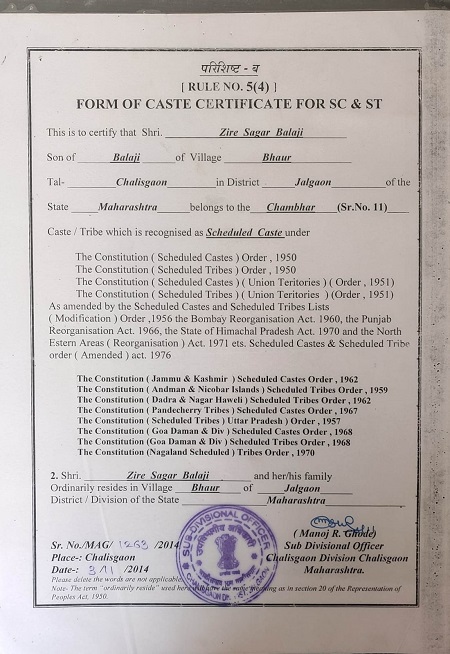 परिशिष्ट - ब
[ RULE NO. 5(4) ]
FORM OF CASTE CERTIFICATE FOR SC & ST
This is to certify that Shri. Zire Sagar Balaji
Son of Balaji of Village Bhaur
Tal- Chalisgaon in District Jalgaon of the
State Maharashtra belongs to the Chambhar (Sr.No. 11)
Caste / Tribe which is recognised as Scheduled Caste under
The Constitution ( Scheduled Castes ) Order , 1950
The Constitution ( Scheduled Tribes ) Order , 1950
The Constitution ( Scheduled Castes ) ( Union Teritories ) ( Order , 1951)
The Constitution ( Scheduled Tribes ) ( Union Teritories ) (Order , 1951)
As amended by the Scheduled Castes and Scheduled Tribes Lists
( Modification ) Order ,1956 the Bombay Reorganisation Act. 1960, the Punjab
Reorganisation Act. 1966, the State of Himachal Pradesh Act. 1970 and the North
Estern Areas ( Reorganisation ) Act. 1971 ets. Scheduled Castes & Scheduled Tribe
order ( Amended ) act. 1976
The Constitution ( Jammu & Kashmir ) Scheduled Castes Order , 1962
The Constitution ( Andman & Nicobar Islands ) Scheduled Tribes Order , 1959
The Constitution ( Dadra & Nagar Haweli ) Scheduled Tribes Order , 1962
The Constitution ( Pandecherry Tribes ) Scheduled Castes Order , 1967
The Constitution ( Scheduled Tribes ) Uttar Pradesh ) Order , 1957
The Constitution ( Goa Daman & Div ) Scheduled Castes Order , 1968
The Constitution (Goa Daman & Div ) Scheduled Tribes Order , 1968
The Constitution (Nagaland Scheduled ) Tribes Order , 1970
2. Shri. Zire Sagar Balaji and her/his family
Ordinarily resides in Village Bhaur of Jalgaon
District / Division of the State Maharashtra
( Manoj R. Ghode)
Sr. No./MAG/ 1263 /2014 Sub Divisional Officer
Place-: Chalisgaon Chalisgaon Division Chalisgaon
Date-: 3/11 /2014 Maharashtra.
SUB-DIVISIONAL OFFICER
Please delete the words are not applicable
Note- The term "ordinarily reside" used here the same meaning as in section 20 of the Representation of
Peoples Act, 1950.